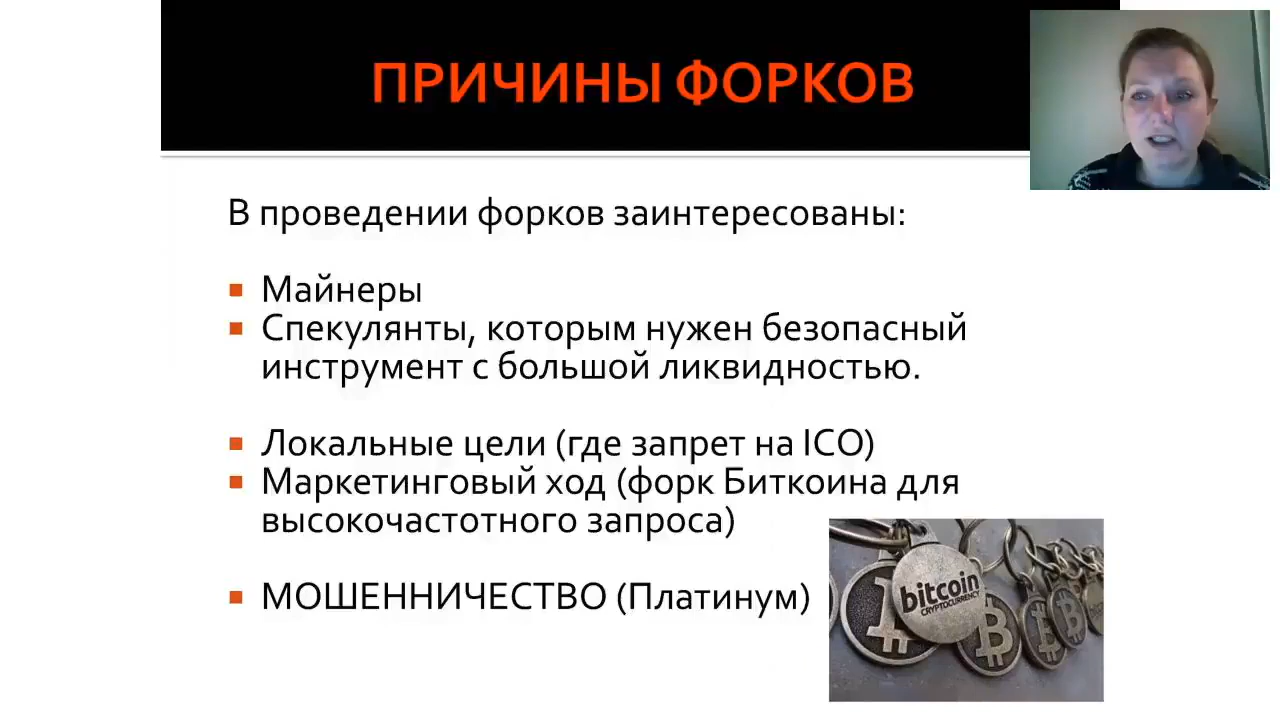 ПРИЧИНЫ ФОРКОВ
В проведении форков заинтересованы:
Майнеры
Спекулянты, которым нужен безопасный
инструмент с большой ликвидностью.
Локальные цели (где запрет на ICO)
Маркетинговый ход (форк Биткоина для
высокочастотного запроса)
МОШЕННИЧЕСТВО (Платинум)
bitcoin
CRYPTOCURRENCY